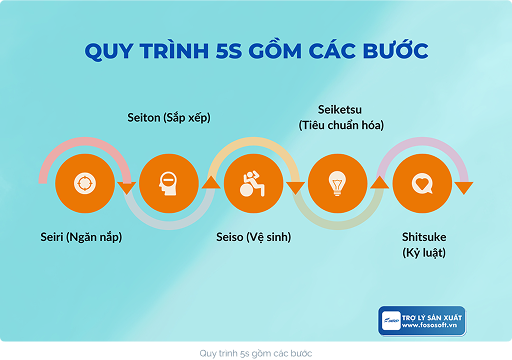 QUY TRÌNH 5S GỒM CÁC BƯỚC
Seiton (Sắp xếp)
Seiketsu
(Tiêu chuẩn hóa)
Seiri (Ngăn nắp)
Seiso (Vệ sinh)
Shitsuke
(Kỷ luật)
TRỢ LÝ SẢN XUẤT
www.fososoft.vn
Quy trình 5s gồm các bước